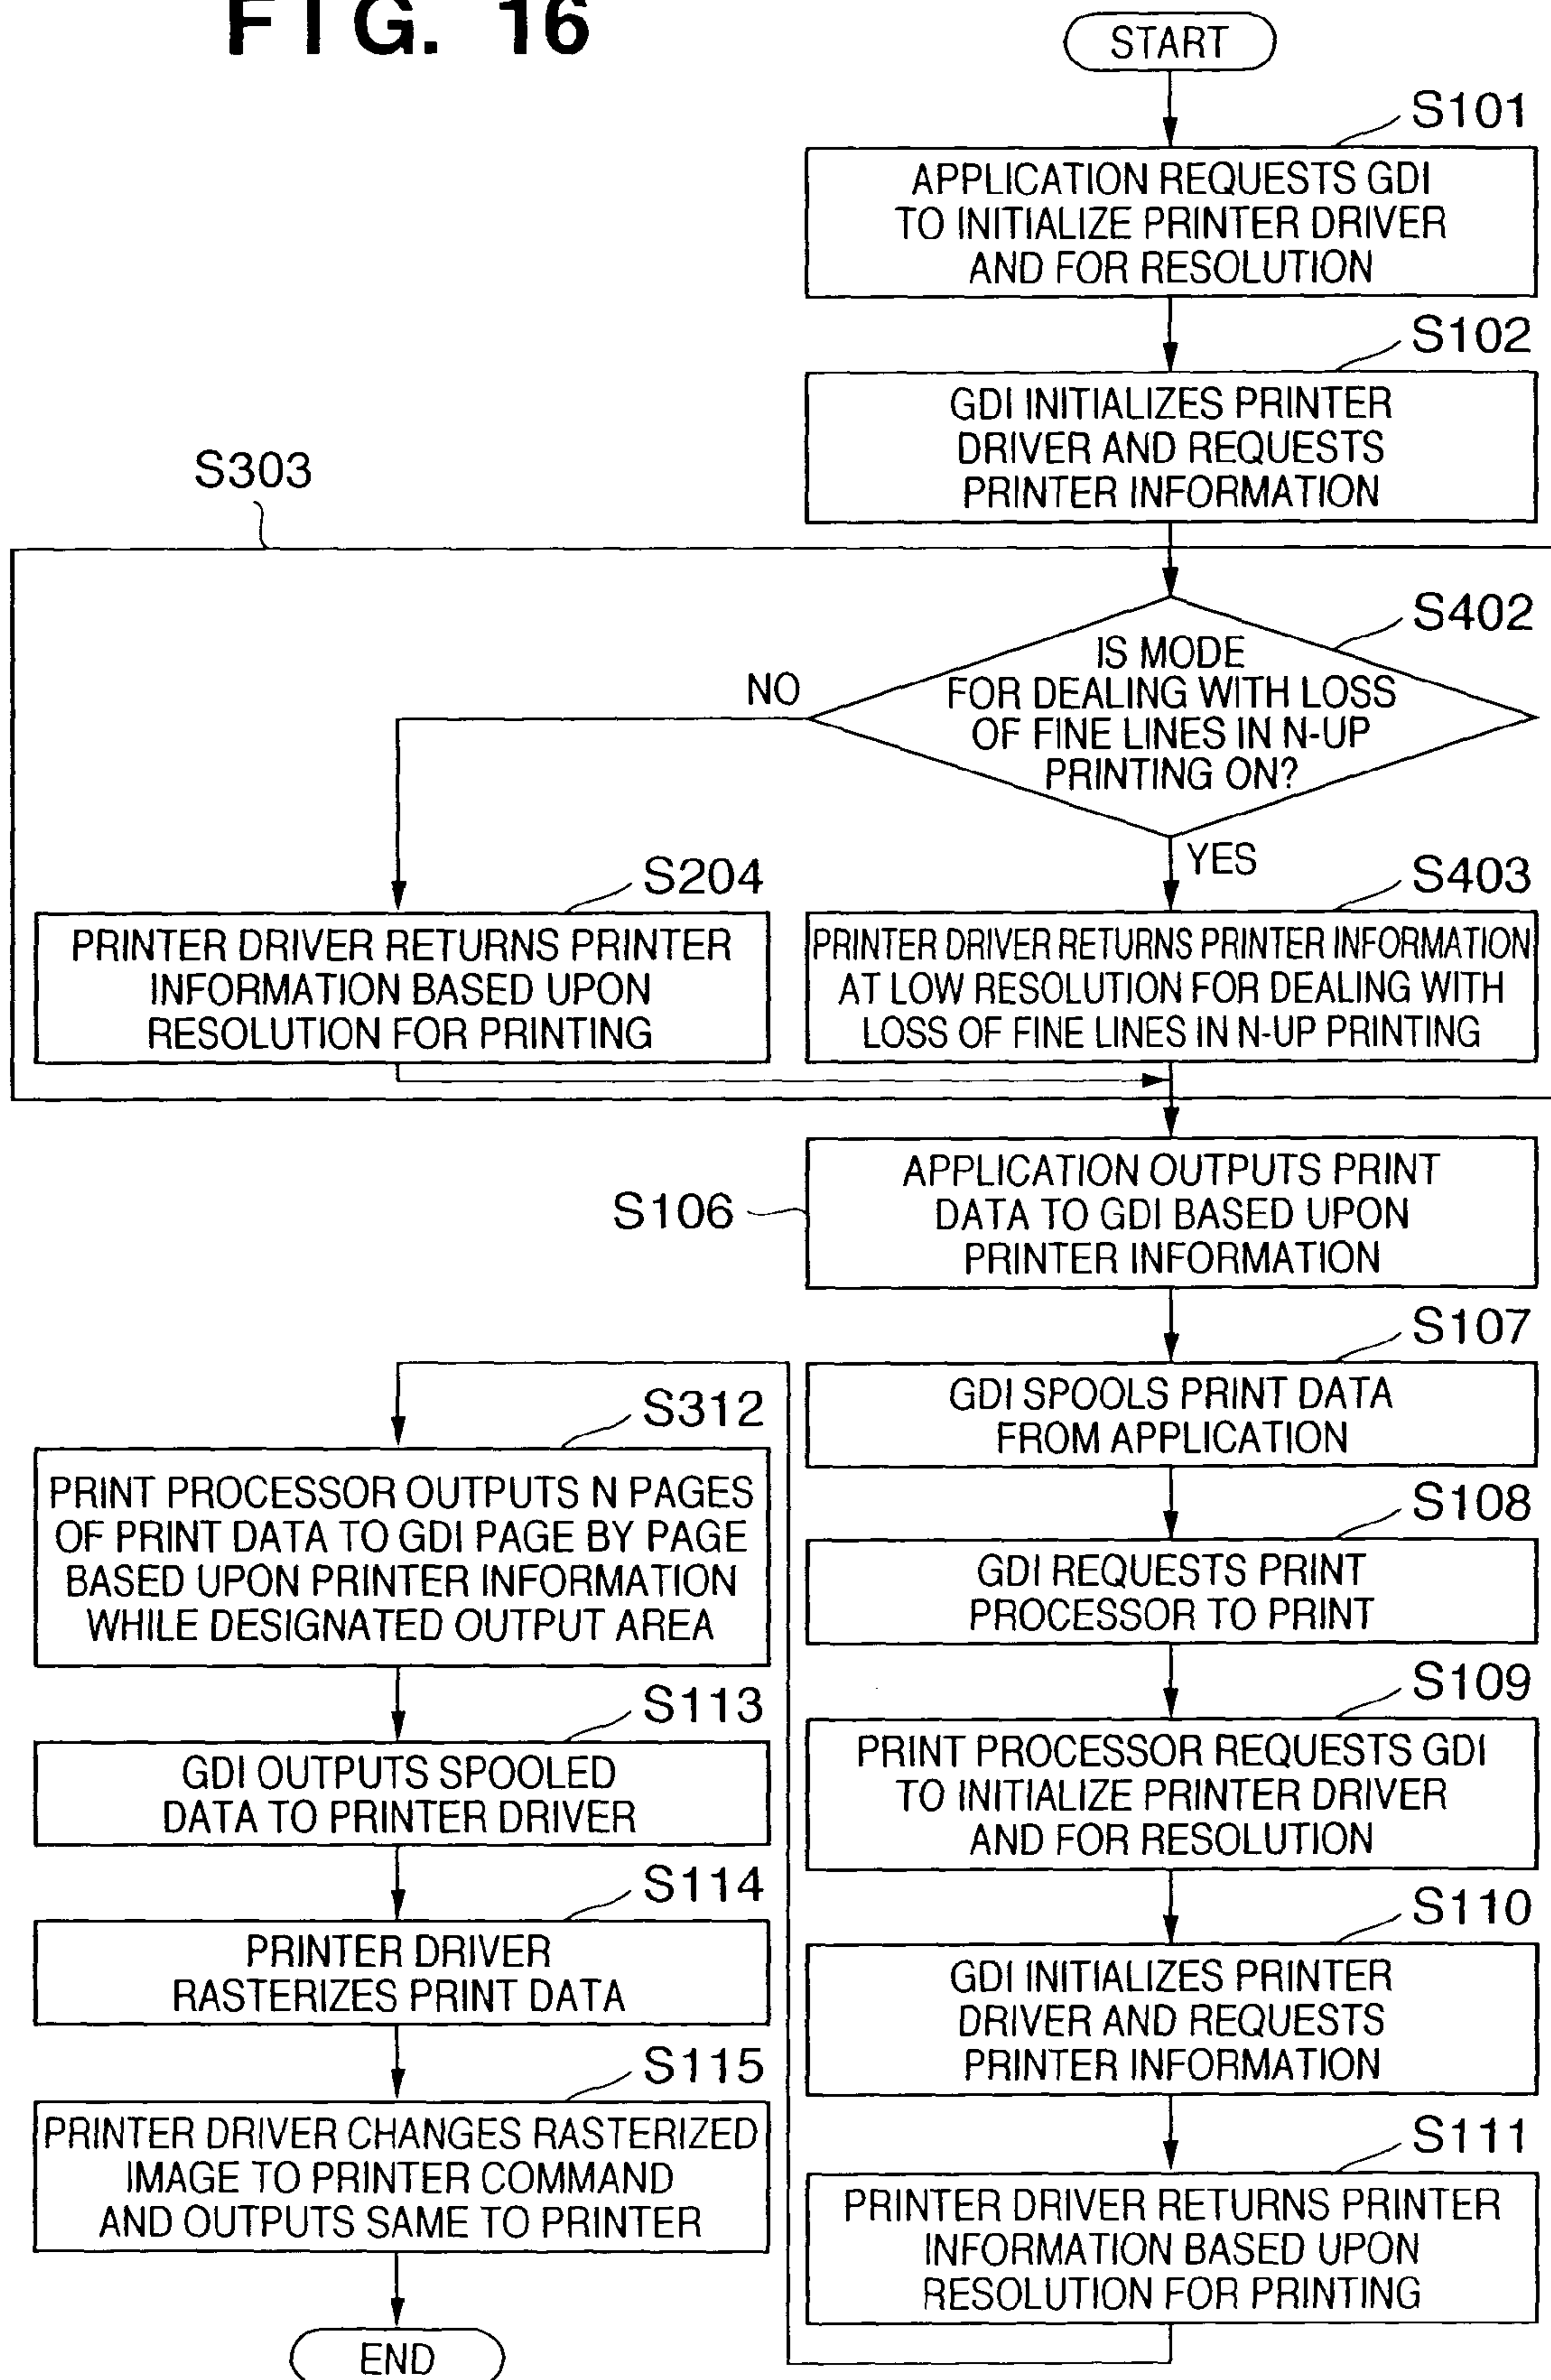 FIG. 16
START
S101
APPLICATION REQUESTS GDI
TO INITIALIZE PRINTER DRIVER
AND FOR RESOLUTION
S102
GDI INITIALIZES PRINTER
DRIVER AND REQUESTS
PRINTER INFORMATION
S303
S402
IS MODE
FOR DEALING WITH LOSS
OF FINE LINES IN N-UP
PRINTING ON?
NO
YES
S204
PRINTER DRIVER RETURNS PRINTER
INFORMATION BASED UPON
RESOLUTION FOR PRINTING
S403
PRINTER DRIVER RETURNS PRINTER INFORMATION
AT LOW RESOLUTION FOR DEALING WITH
LOSS OF FINE LINES IN N-UP PRINTING
S106
APPLICATION OUTPUTS PRINT
DATA TO GDI BASED UPON
PRINTER INFORMATION
S107
GDI SPOOLS PRINT DATA
FROM APPLICATION
S108
GDI REQUESTS PRINT
PROCESSOR TO PRINT
S109
PRINT PROCESSOR REQUESTS GDI
TO INITIALIZE PRINTER DRIVER
AND FOR RESOLUTION
S110
GDI INITIALIZES PRINTER
DRIVER AND REQUESTS
PRINTER INFORMATION
S111
PRINTER DRIVER RETURNS PRINTER
INFORMATION BASED UPON
RESOLUTION FOR PRINTING
S312
PRINT PROCESSOR OUTPUTS N PAGES
OF PRINT DATA TO GDI PAGE BY PAGE
BASED UPON PRINTER INFORMATION
WHILE DESIGNATED OUTPUT AREA
S113
GDI OUTPUTS SPOOLED
DATA TO PRINTER DRIVER
S114
PRINTER DRIVER
RASTERIZES PRINT DATA
S115
PRINTER DRIVER CHANGES RASTERIZED
IMAGE TO PRINTER COMMAND
AND OUTPUTS SAME TO PRINTER
END